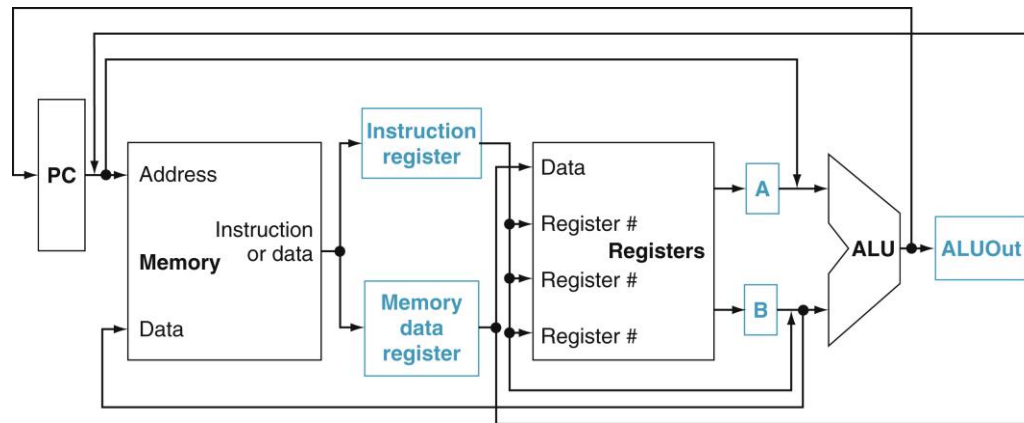 PC
Address
Instruction
or data
Memory
Data
Instruction
register
Memory
data
register
Data
Register #
Registers
Register #
Register #
A
B
ALU
ALUOut